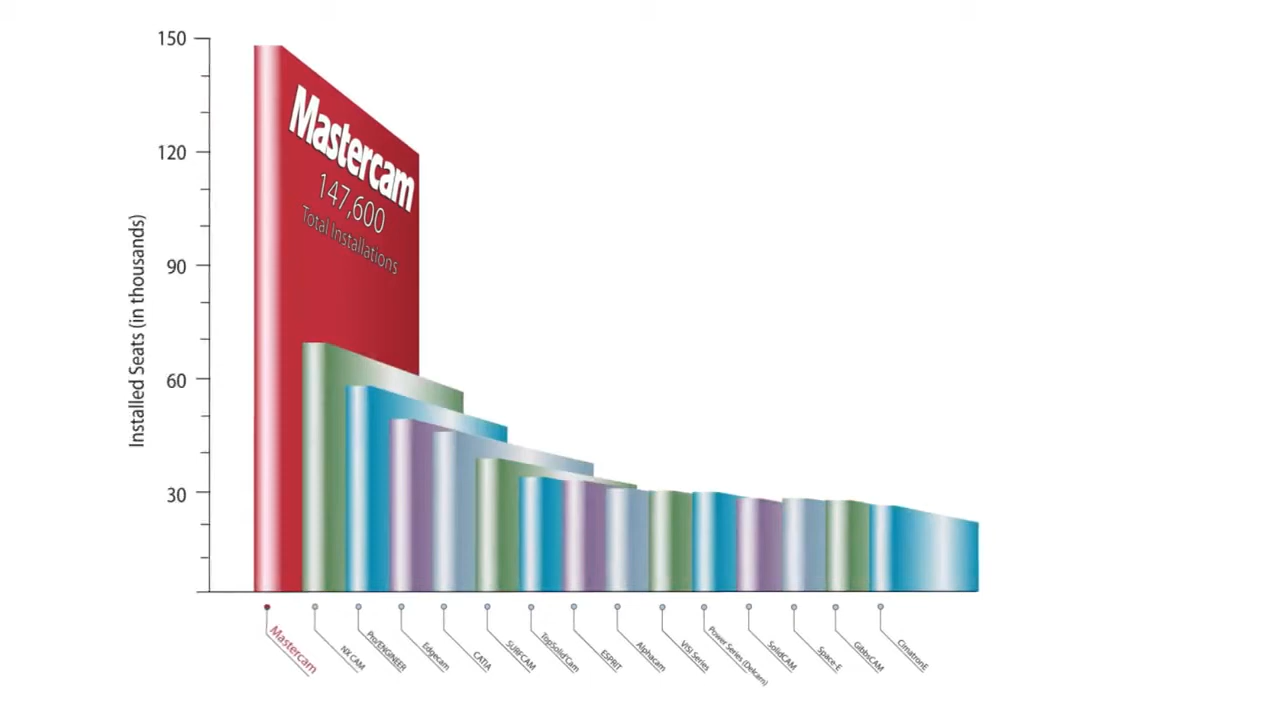 150
120
90
60
30
Installed Seats (in thousands)
Mastercam
147,600
Total Installations
Mastercam
NX CAM
Pro/ENGINEER
Edgecam
CATIA
SURFCAM
TopSolid'Cam
ESPRIT
Alphacam
VISI Series
Power Series (Delcam)
SolidCAM
Space-E
GibbsCAM
CimatronE